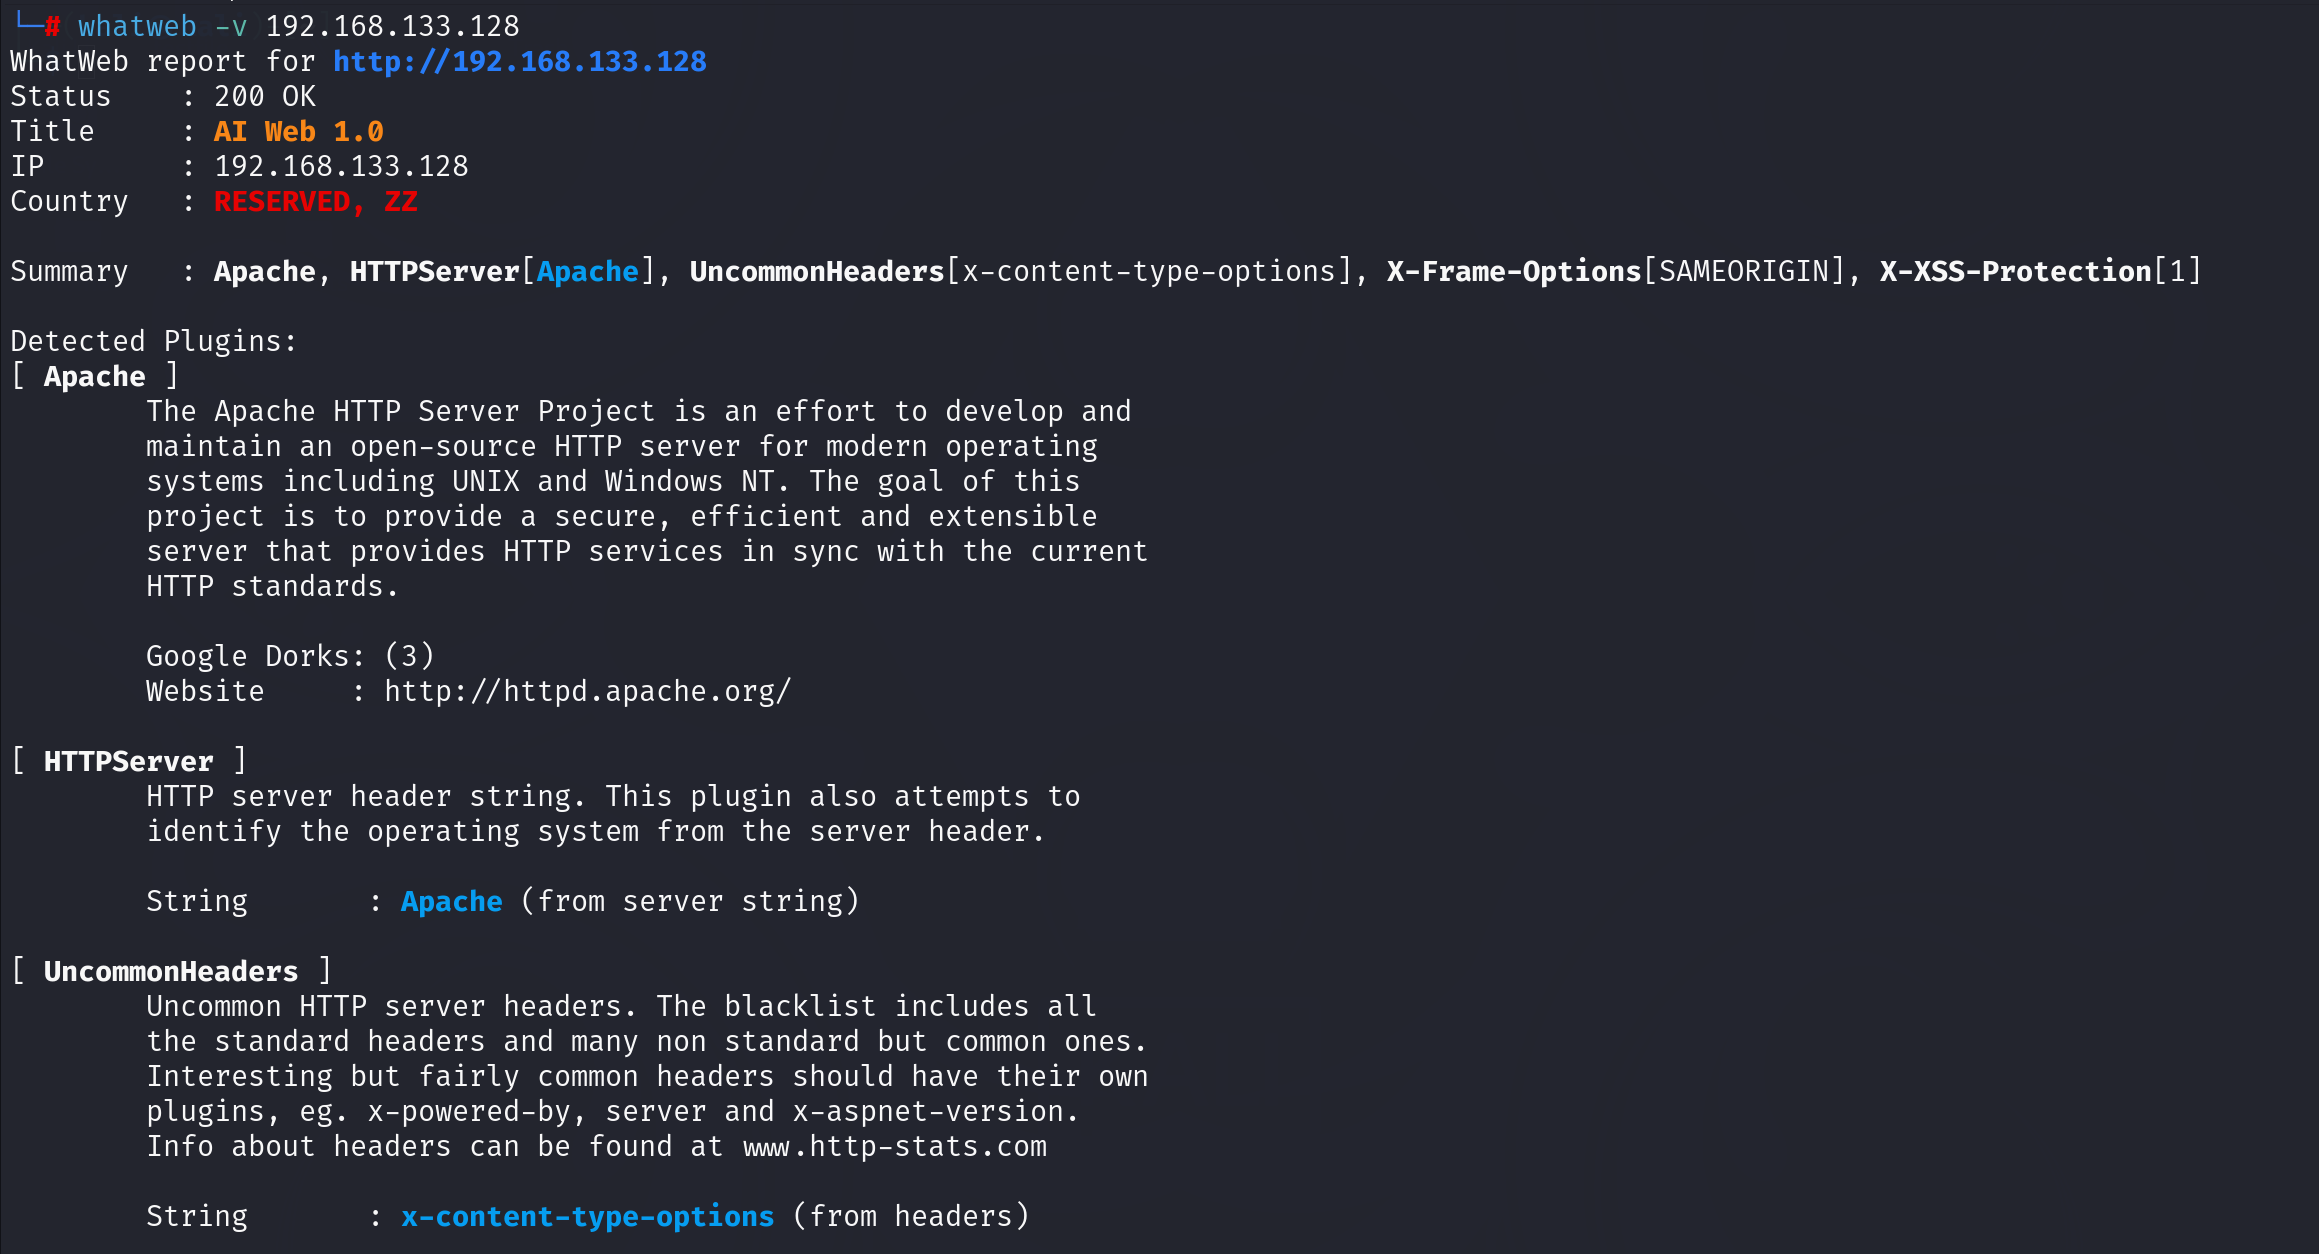 └─# whatweb -v 192.168.133.128
WhatWeb report for http://192.168.133.128
Status    : 200 OK
Title     : AI Web 1.0
IP        : 192.168.133.128
Country   : RESERVED, ZZ

Summary   : Apache, HTTPServer[Apache], UncommonHeaders[x-content-type-options], X-Frame-Options[SAMEORIGIN], X-XSS-Protection[1]

Detected Plugins:
[ Apache ]
        The Apache HTTP Server Project is an effort to develop and
        maintain an open-source HTTP server for modern operating
        systems including UNIX and Windows NT. The goal of this
        project is to provide a secure, efficient and extensible
        server that provides HTTP services in sync with the current
        HTTP standards.

        Google Dorks: (3)
        Website     : http://httpd.apache.org/

[ HTTPServer ]
        HTTP server header string. This plugin also attempts to
        identify the operating system from the server header.

        String       : Apache (from server string)

[ UncommonHeaders ]
        Uncommon HTTP server headers. The blacklist includes all
        the standard headers and many non standard but common ones.
        Interesting but fairly common headers should have their own
        plugins, eg. x-powered-by, server and x-aspnet-version.
        Info about headers can be found at www.http-stats.com

        String       : x-content-type-options (from headers)